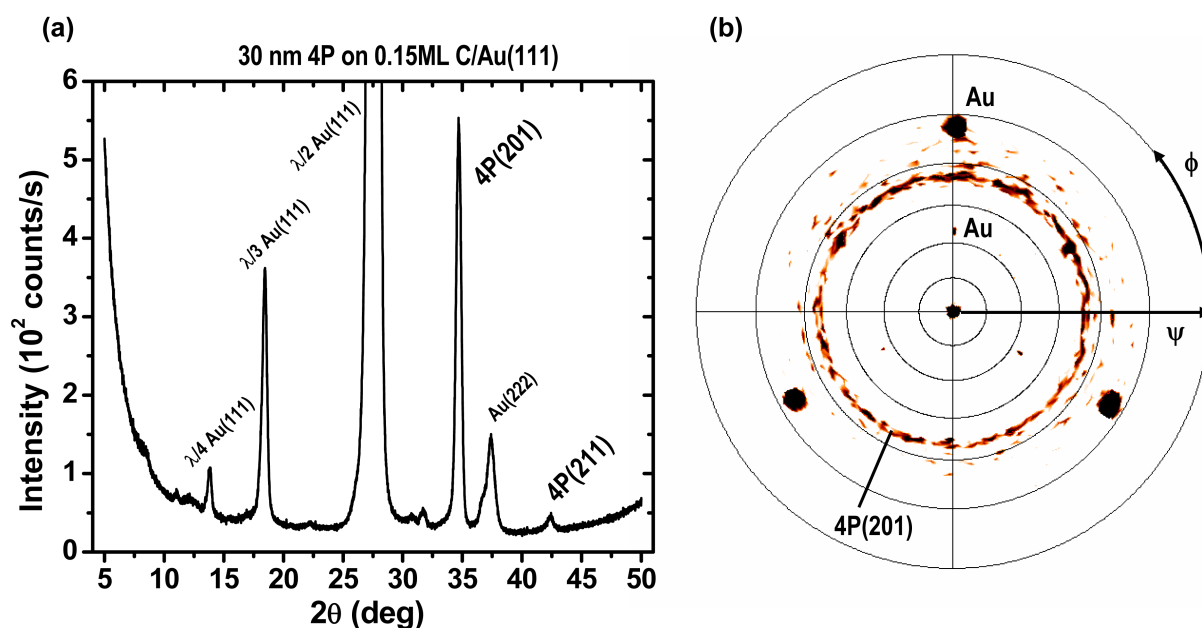 (a)
30 nm 4P on 0.15ML C/Au(111)
Intensity (10² counts/s)
6
5
4
3
2
1
0
λ/4 Au(111)
λ/3 Au(111)
λ/2 Au(111)
4P(201)
Au(222)
4P(211)
5 10 15 20 25 30 35 40 45 50
2θ (deg)
(b)
Au
ϕ
Au
ψ
4P(201)